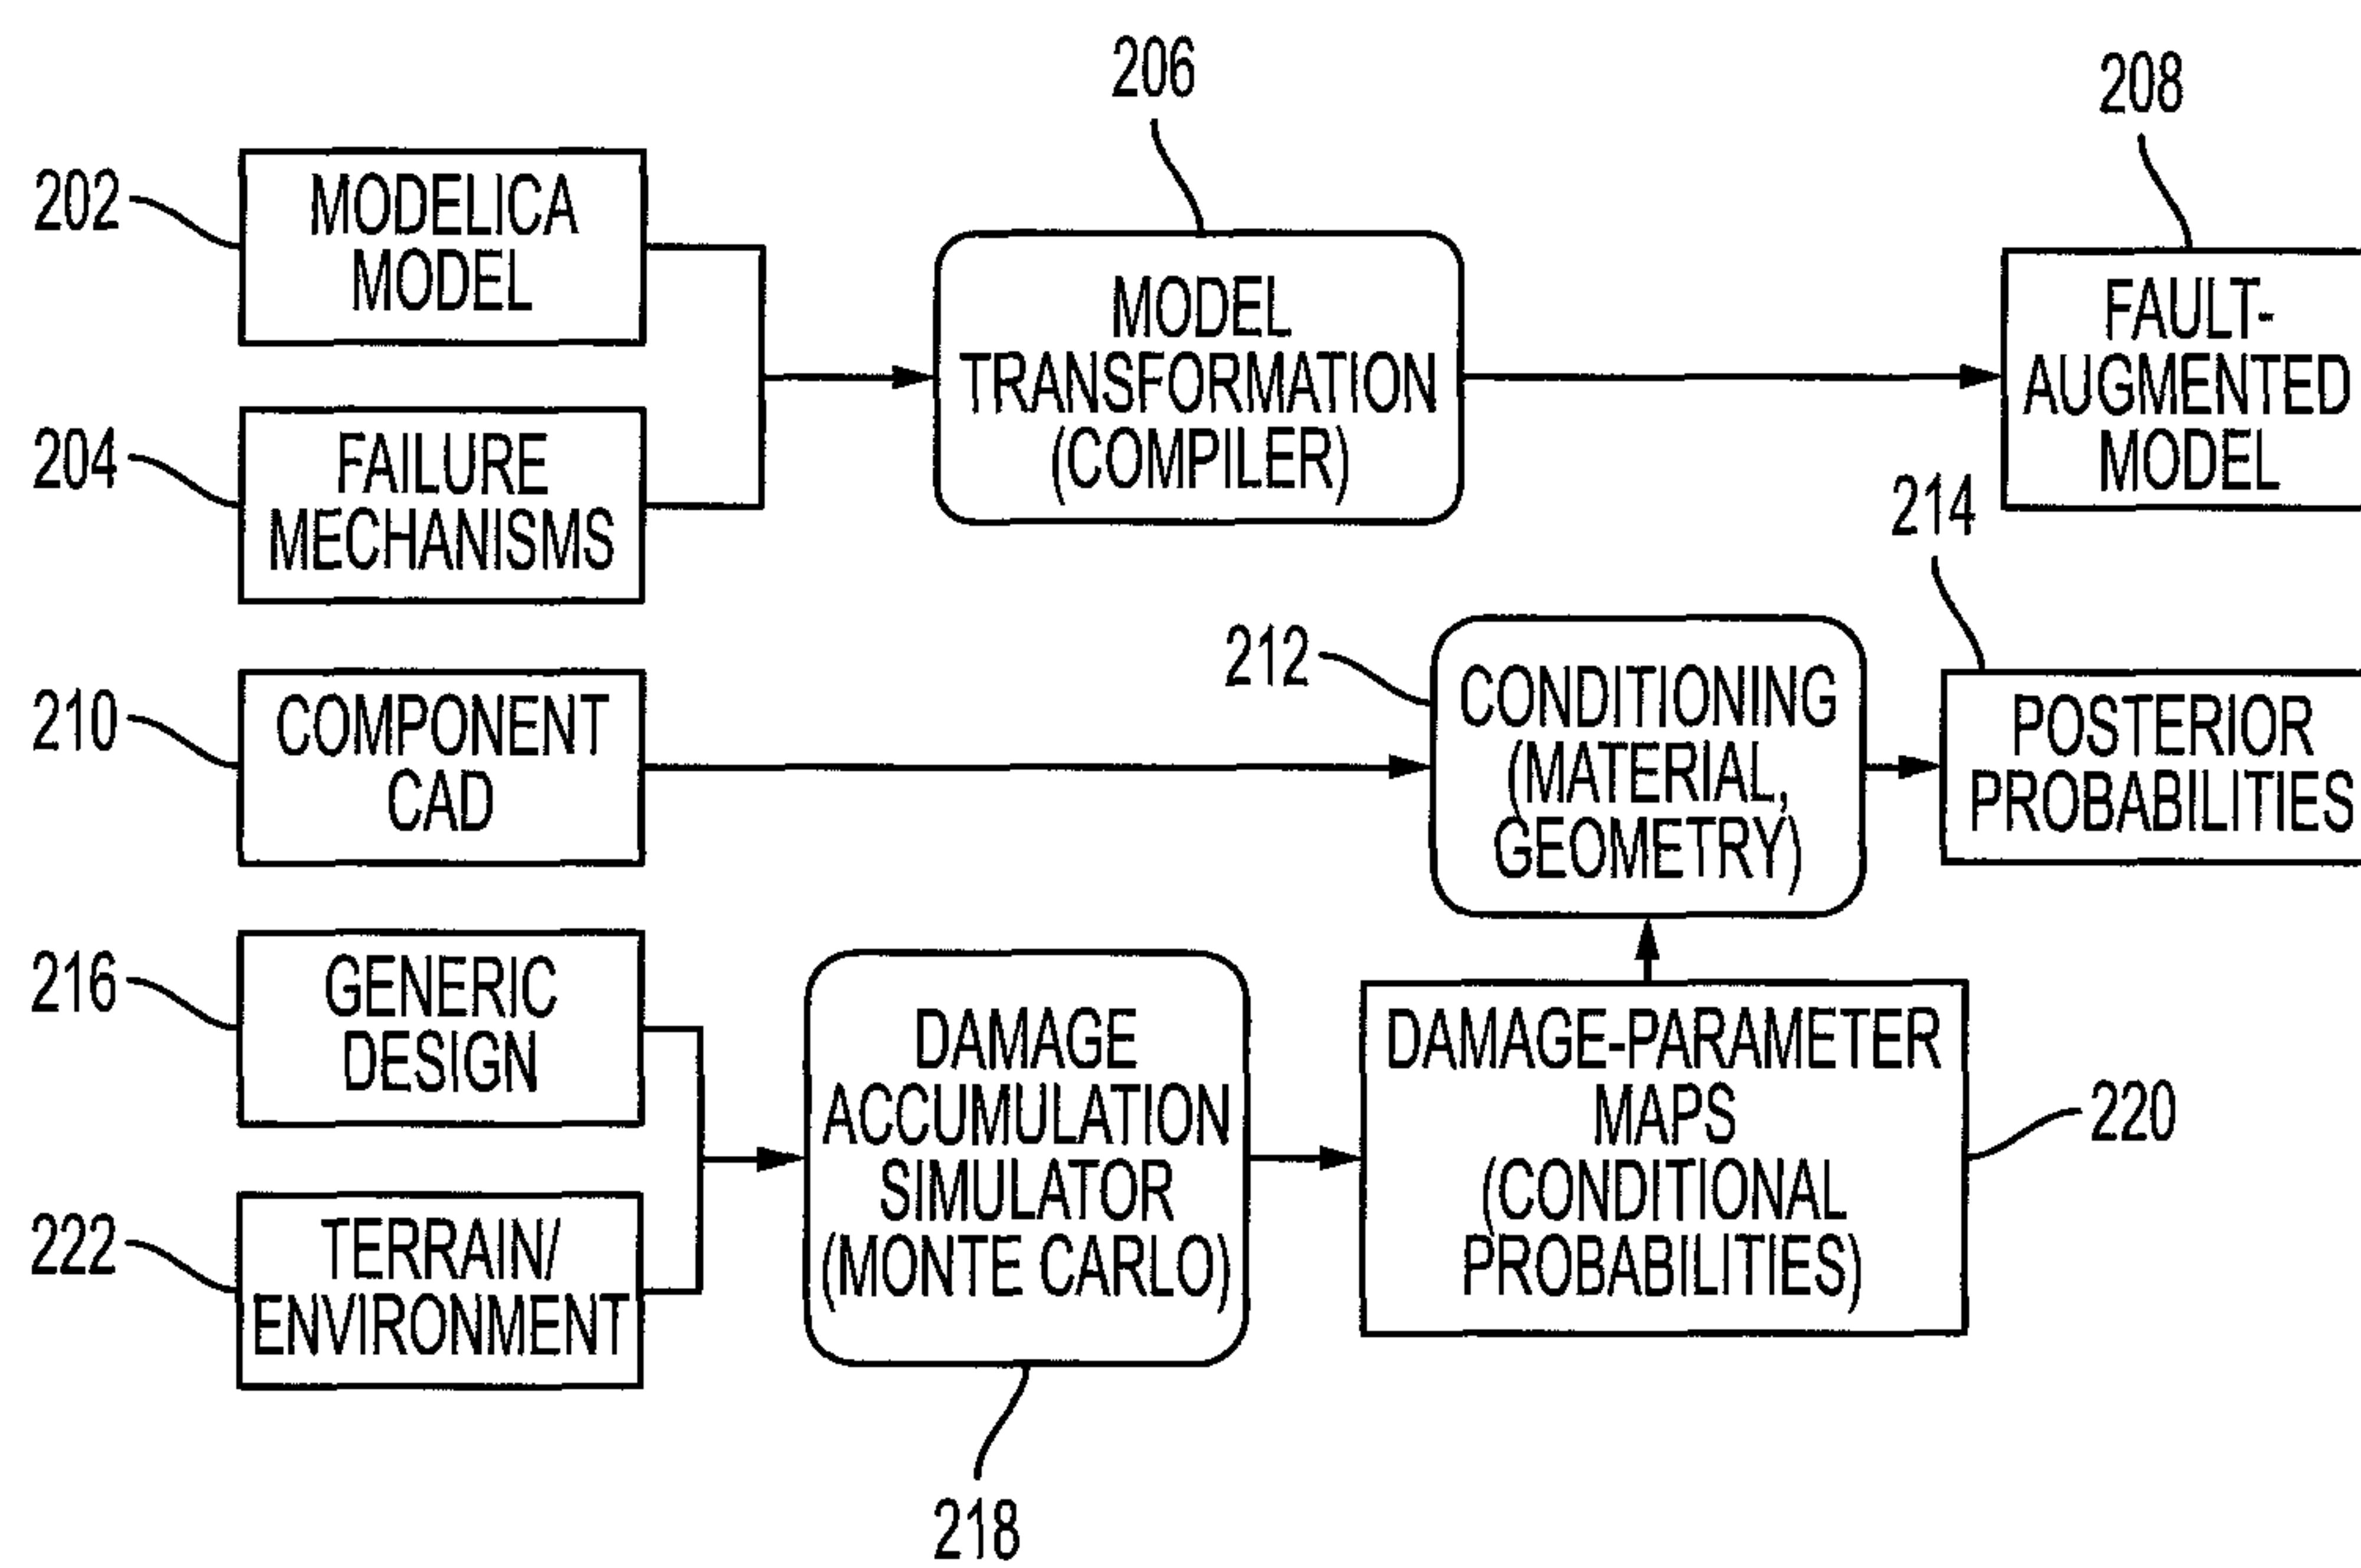 206
208
202
MODELICA
MODEL
MODEL
TRANSFORMATION
(COMPILER)
FAULT-
AUGMENTED
MODEL
204
FAILURE
MECHANISMS
214
212
210
COMPONENT
CAD
CONDITIONING
(MATERIAL,
GEOMETRY)
POSTERIOR
PROBABILITIES
216
GENERIC
DESIGN
DAMAGE
ACCUMULATION
SIMULATOR
(MONTE CARLO)
DAMAGE-PARAMETER
MAPS
(CONDITIONAL
PROBABILITIES)
220
222
TERRAIN/
ENVIRONMENT
218